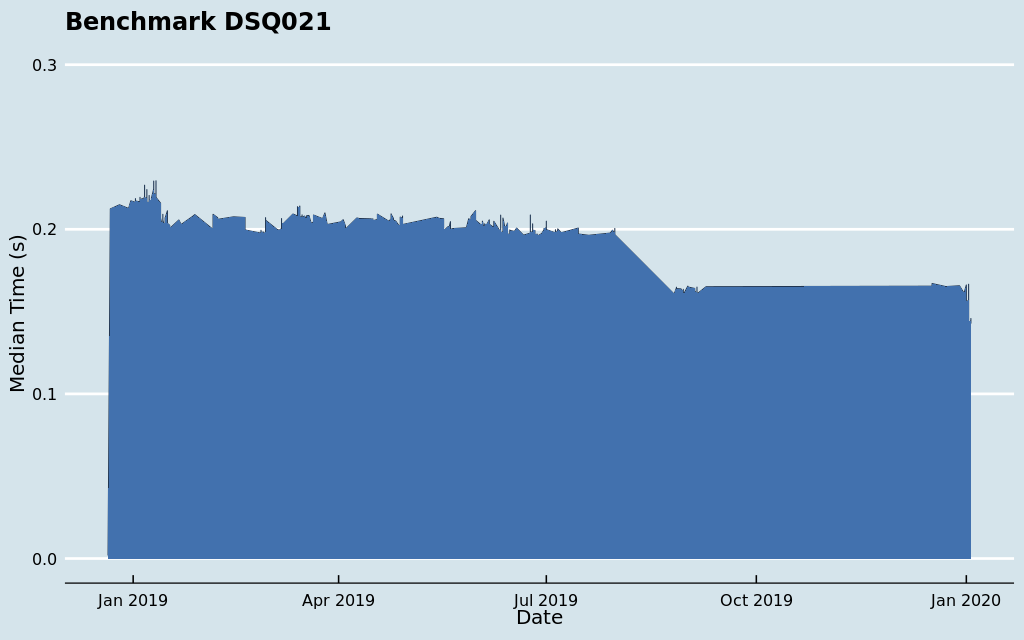 Benchmark DSQ021
0.3
0.2
0.1
0.0
Median Time (s)
Jan 2019
Apr 2019
Jul 2019
Oct 2019
Jan 2020
Date